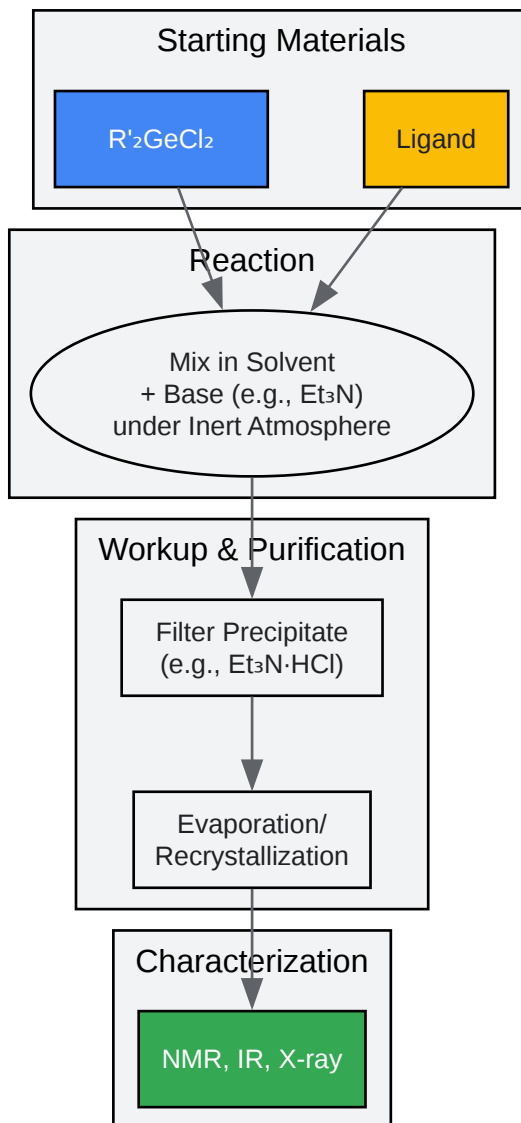 Starting Materials
R'₂GeCl₂
Ligand
Reaction
Mix in Solvent
+ Base (e.g., Et₃N)
under Inert Atmosphere
Workup & Purification
Filter Precipitate
(e.g., Et₃N·HCl)
Evaporation/
Recrystallization
Characterization
NMR, IR, X-ray